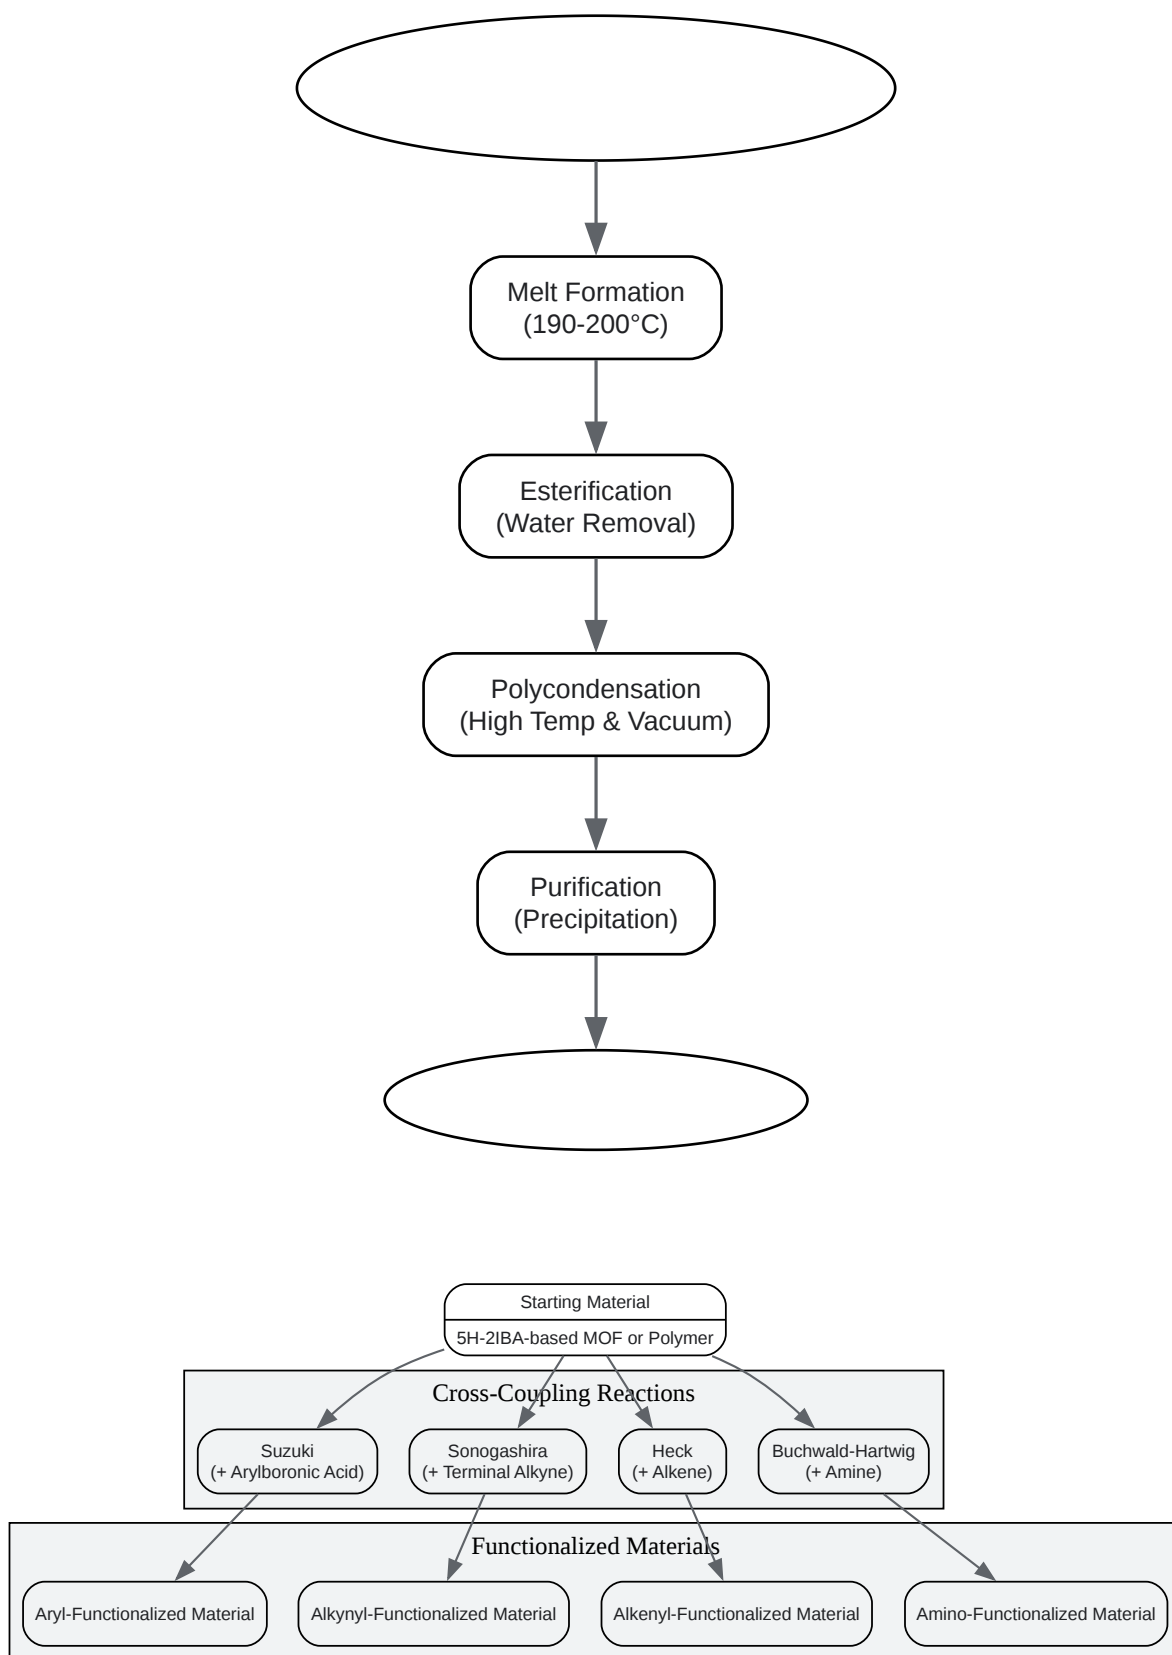 Melt Formation
(190-200°C)
Esterification
(Water Removal)
Polycondensation
(High Temp & Vacuum)
Purification
(Precipitation)
Starting Material
5H-2IBA-based MOF or Polymer
Cross-Coupling Reactions
Suzuki
(+ Arylboronic Acid)
Sonogashira
(+ Terminal Alkyne)
Heck
(+ Alkene)
Buchwald-Hartwig
(+ Amine)
Functionalized Materials
Aryl-Functionalized Material
Alkynyl-Functionalized Material
Alkenyl-Functionalized Material
Amino-Functionalized Material